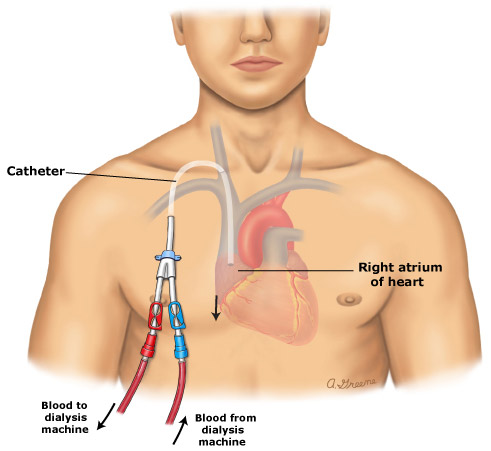 Catheter
Right atrium
of heart
A.Greene
Blood to
dialysis
machine
Blood from
dialysis
machine